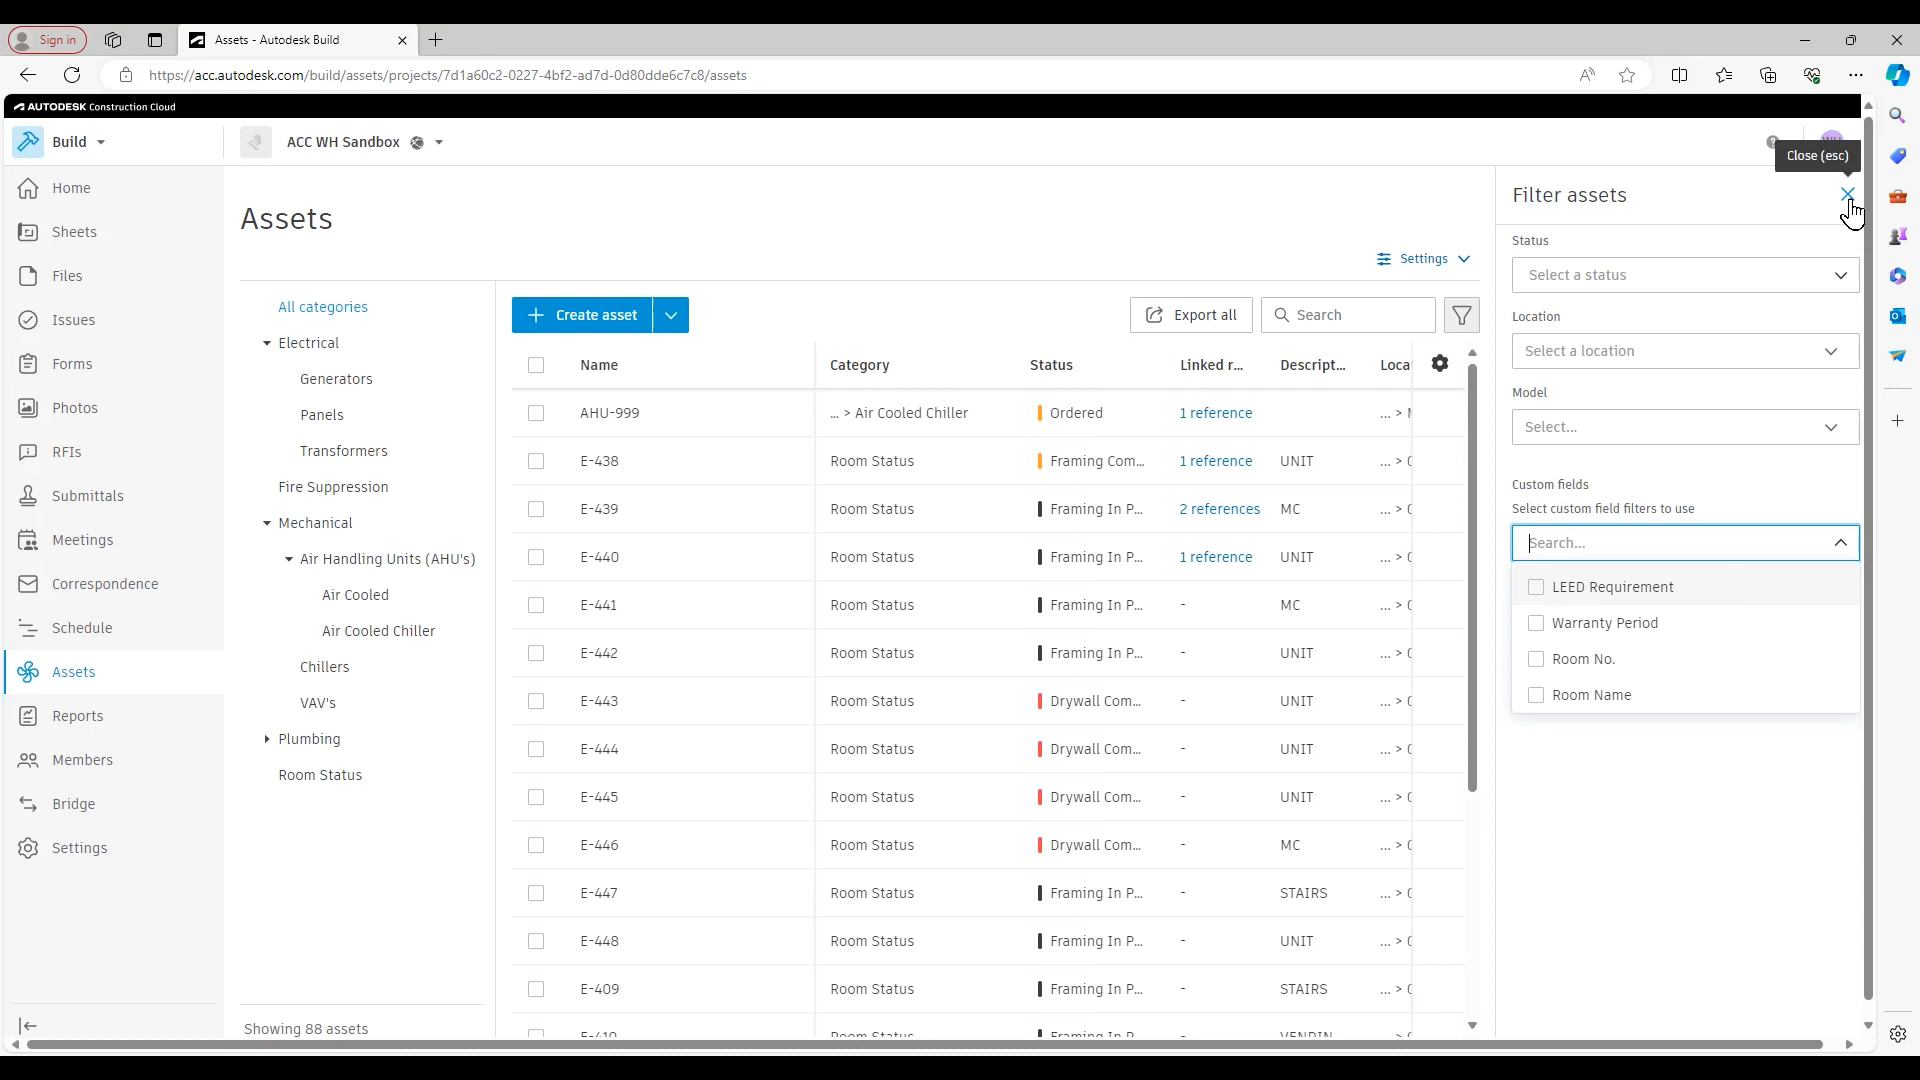 Sign in
Assets - Autodesk Build
https://acc.autodesk.com/build/assets/projects/7d1a60c2-0227-4bf2-ad7d-0d80dde6c7c8/assets
AUTODESK Construction Cloud
Build
ACC WH Sandbox
Close (esc)
Home
Sheets
Files
Issues
Forms
Photos
RFIs
Submittals
Meetings
Correspondence
Schedule
Assets
Reports
Members
Bridge
Settings
Assets
Settings
All categories
Electrical
Generators
Panels
Transformers
Fire Suppression
Mechanical
Air Handling Units (AHU's)
Air Cooled
Air Cooled Chiller
Chillers
VAV's
Plumbing
Room Status
Showing 88 assets
Create asset
Export all
Search
Name Category Status Linked r... Descript... Loca
AHU-999 ... > Air Cooled Chiller Ordered 1 reference ... >
E-438 Room Status Framing Com... 1 reference UNIT ... >
E-439 Room Status Framing In P... 2 references MC ... >
E-440 Room Status Framing In P... 1 reference UNIT ... >
E-441 Room Status Framing In P... - MC ... >
E-442 Room Status Framing In P... - UNIT ... >
E-443 Room Status Drywall Com... - UNIT ... >
E-444 Room Status Drywall Com... - UNIT ... >
E-445 Room Status Drywall Com... - UNIT ... >
E-446 Room Status Drywall Com... - MC ... >
E-447 Room Status Framing In P... - STAIRS ... >
E-448 Room Status Framing In P... - UNIT ... >
E-409 Room Status Framing In P... - STAIRS ... >
E-410 Room Status Framing In P... - VENDIN ... >
Filter assets
Status
Select a status
Location
Select a location
Model
Select...
Custom fields
Select custom field filters to use
Search...
LEED Requirement
Warranty Period
Room No.
Room Name